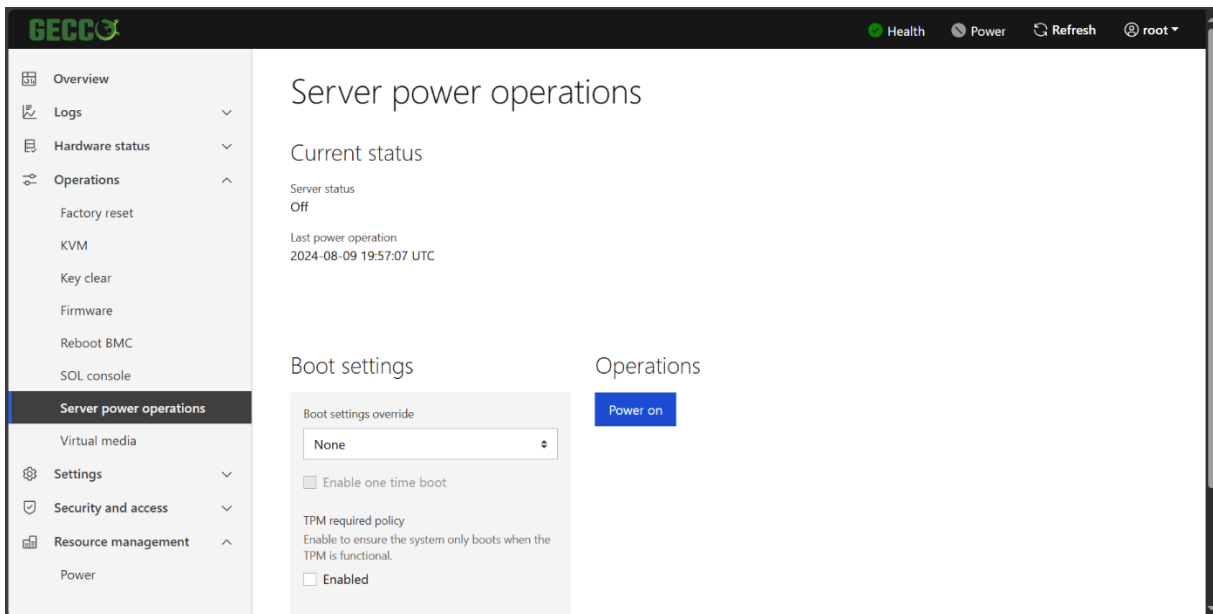 GECCO
Health
Power
Refresh
root
Overview
Logs
Hardware status
Operations
Factory reset
KVM
Key clear
Firmware
Reboot BMC
SOL console
Server power operations
Virtual media
Settings
Security and access
Resource management
Power
Server power operations
Current status
Server status
Off
Last power operation
2024-08-09 19:57:07 UTC
Boot settings
Boot settings override
None
Enable one time boot
TPM required policy
Enable to ensure the system only boots when the
TPM is functional.
Enabled
Operations
Power on